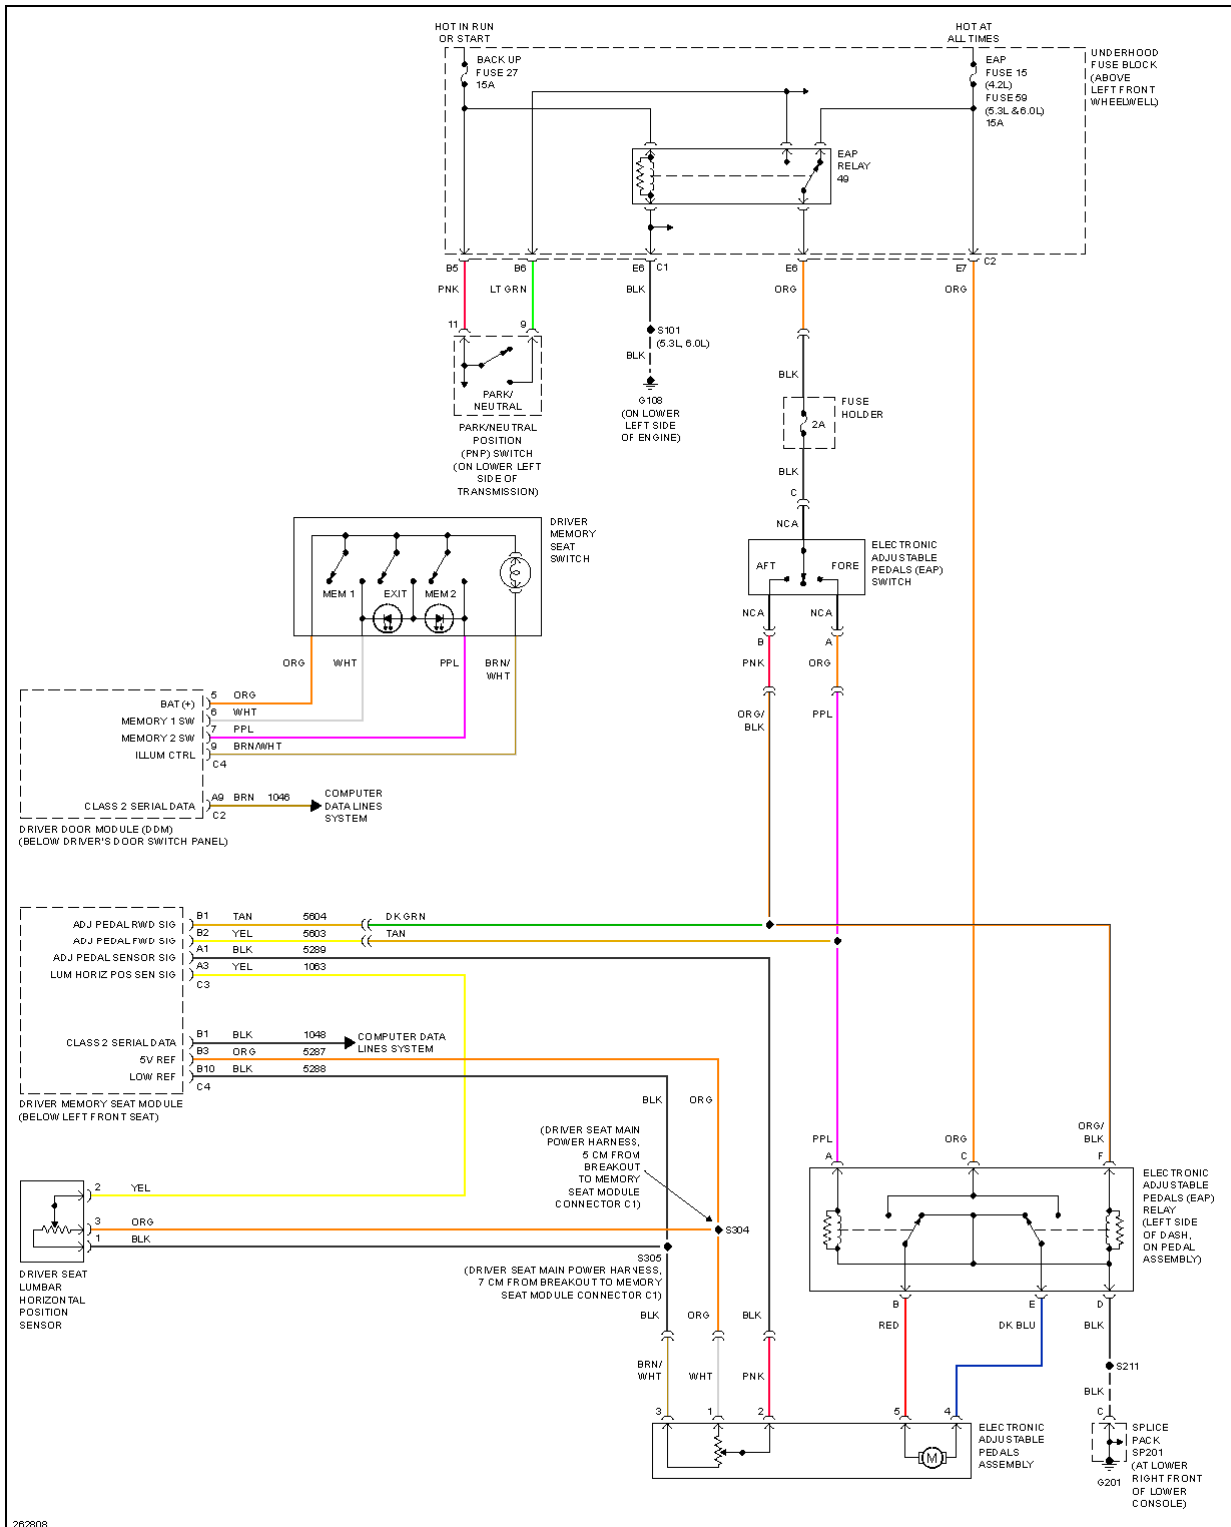 HOT IN RUN
OR START
HOT AT
ALL TIMES
BACK UP
FUSE 27
15A
EAP
FUSE 15
(4.2L)
FUSE 59
(5.3L & 6.0L)
15A
UNDERHOOD
FUSE BLOCK
(ABOVE
LEFT FRONT
WHEELWELL)
EAP
RELAY
49
B5
B6
E6
C1
E6
E7
C2
PNK
LT GRN
BLK
ORG
ORG
11
9
S101
(5.3L, 6.0L)
BLK
PARK/
NEUTRAL
G108
(ON LOWER
LEFT SIDE
OF ENGINE)
BLK
FUSE
HOLDER
2A
PARK/NEUTRAL
POSITION
(PNP) SWITCH
(ON LOWER LEFT
SIDE OF
TRANSMISSION)
BLK
C
NCA
DRIVER
MEMORY
SEAT
SWITCH
MEM 1
EXIT
MEM 2
ELECTRONIC
ADJUSTABLE
PEDALS (EAP)
SWITCH
AFT
FORE
NCA
NCA
B
A
PNK
ORG
ORG
WHT
PPL
BRN/
WHT
ORG/
BLK
PPL
BAT (+)
5
ORG
MEMORY 1 SW
6
WHT
MEMORY 2 SW
7
PPL
ILLUM CTRL
9
BRN/WHT
C4
CLASS 2 SERIAL DATA
A9
BRN
1046
C2
COMPUTER
DATA LINES
SYSTEM
DRIVER DOOR MODULE (DDM)
(BELOW DRIVER'S DOOR SWITCH PANEL)
ADJ PEDAL RWD SIG
B1
TAN
5604
DK GRN
ADJ PEDAL FWD SIG
B2
YEL
5603
TAN
ADJ PEDAL SENSOR SIG
A1
BLK
5289
LUM HORIZ POS SEN SIG
A3
YEL
1063
C3
CLASS 2 SERIAL DATA
B1
BLK
1048
COMPUTER DATA
LINES SYSTEM
5V REF
B3
ORG
5287
LOW REF
B10
BLK
5288
C4
DRIVER MEMORY SEAT MODULE
(BELOW LEFT FRONT SEAT)
BLK
ORG
(DRIVER SEAT MAIN
POWER HARNESS,
5 CM FROM
BREAKOUT
TO MEMORY
SEAT MODULE
CONNECTOR C1)
PPL
ORG
ORG/
BLK
A
C
F
ELECTRONIC
ADJUSTABLE
PEDALS (EAP)
RELAY
(LEFT SIDE
OF DASH,
ON PEDAL
ASSEMBLY)
2
YEL
3
ORG
1
BLK
S304
S305
(DRIVER SEAT MAIN POWER HARNESS,
7 CM FROM BREAKOUT TO MEMORY
SEAT MODULE CONNECTOR C1)
DRIVER SEAT
LUMBAR
HORIZONTAL
POSITION
SENSOR
B
E
D
BLK
ORG
BLK
RED
DK BLU
BLK
BRN/
WHT
WHT
PNK
S211
BLK
3
1
2
5
4
C
ELECTRONIC
ADJUSTABLE
PEDALS
ASSEMBLY
M
SPLICE
PACK
SP201
(AT LOWER
RIGHT FRONT
OF LOWER
CONSOLE)
G201
262808